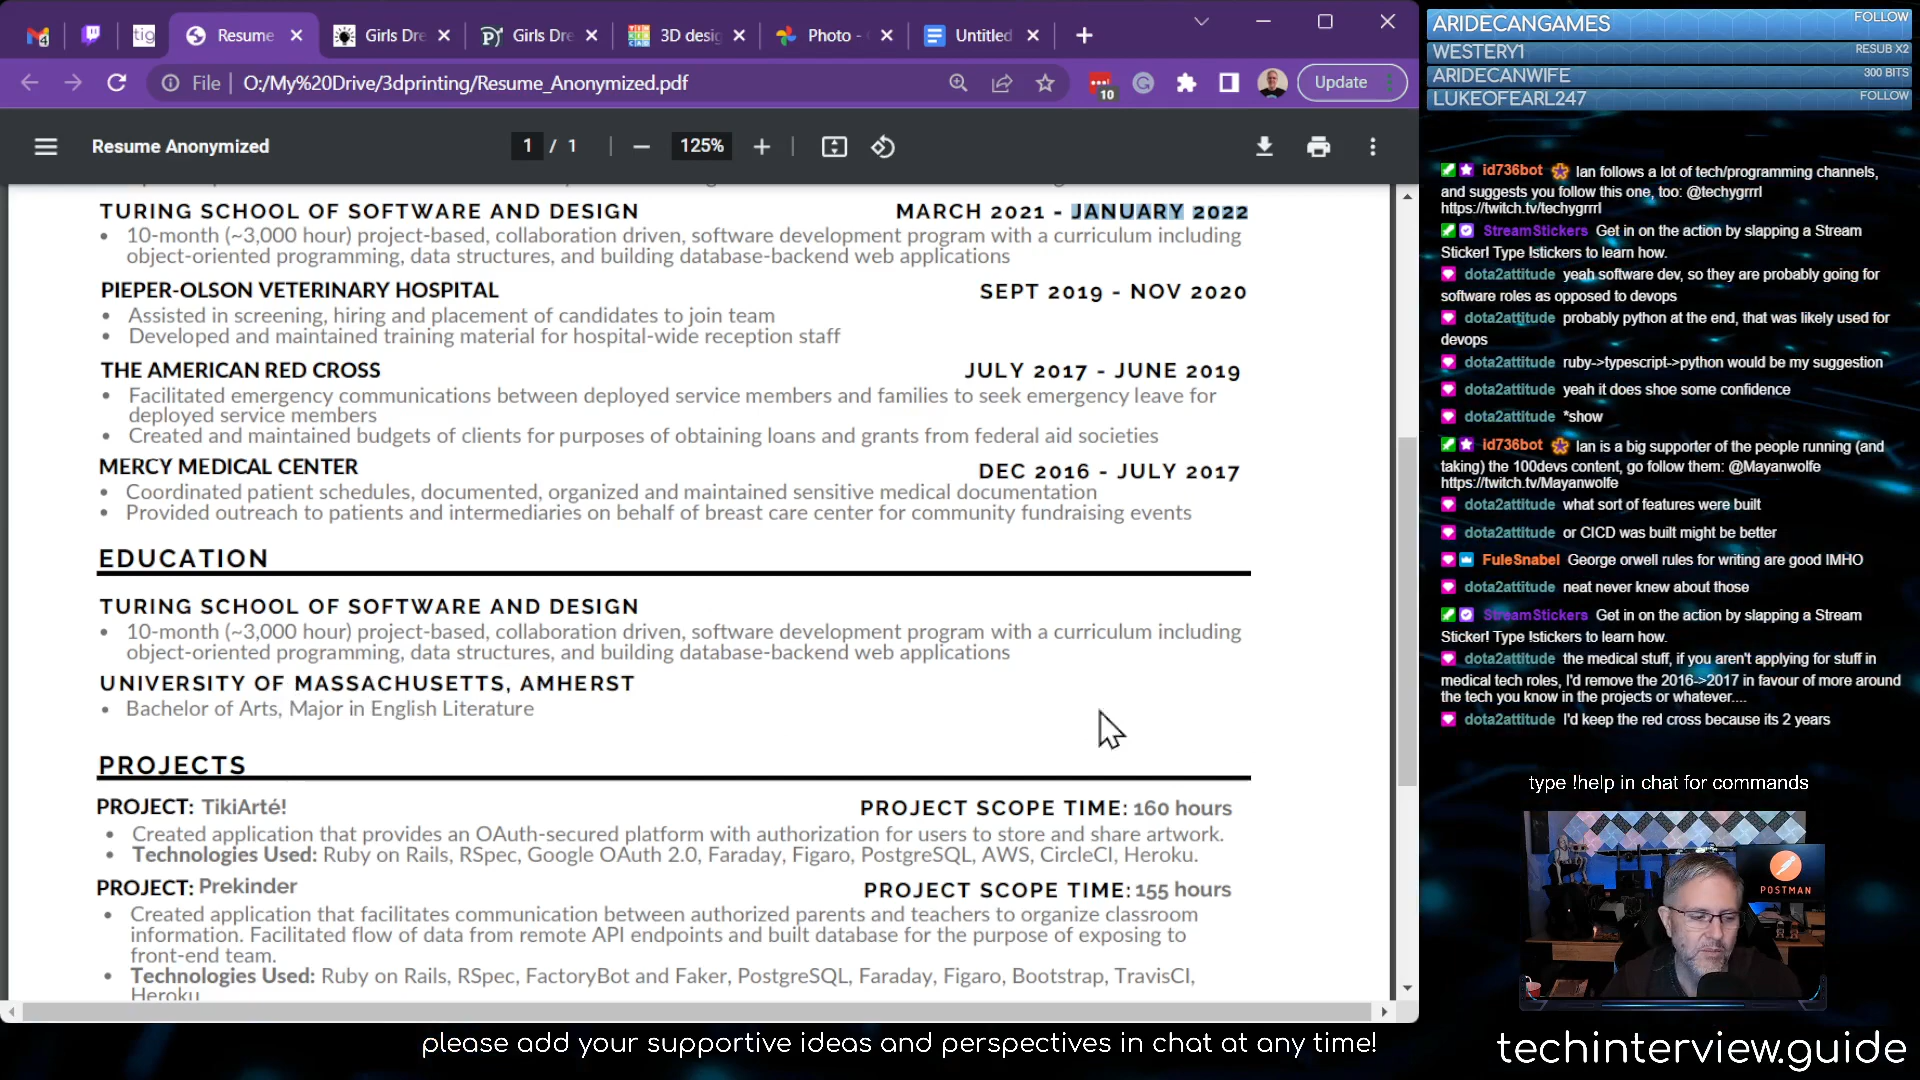 tig
Resume
Girls Dre
Girls Dre
3D desig
Photo -
Untitled
File
O:/My%20Drive/3dprinting/Resume_Anonymized.pdf
10
Update
Resume Anonymized
1 / 1
125%
TURING SCHOOL OF SOFTWARE AND DESIGN MARCH 2021 - JANUARY 2022
• 10-month (~3,000 hour) project-based, collaboration driven, software development program with a curriculum including
object-oriented programming, data structures, and building database-backend web applications
PIEPER-OLSON VETERINARY HOSPITAL SEPT 2019 - NOV 2020
• Assisted in screening, hiring and placement of candidates to join team
• Developed and maintained training material for hospital-wide reception staff
THE AMERICAN RED CROSS JULY 2017 - JUNE 2019
• Facilitated emergency communications between deployed service members and families to seek emergency leave for
deployed service members
• Created and maintained budgets of clients for purposes of obtaining loans and grants from federal aid societies
MERCY MEDICAL CENTER DEC 2016 - JULY 2017
• Coordinated patient schedules, documented, organized and maintained sensitive medical documentation
• Provided outreach to patients and intermediaries on behalf of breast care center for community fundraising events
EDUCATION
TURING SCHOOL OF SOFTWARE AND DESIGN
• 10-month (~3,000 hour) project-based, collaboration driven, software development program with a curriculum including
object-oriented programming, data structures, and building database-backend web applications
UNIVERSITY OF MASSACHUSETTS, AMHERST
• Bachelor of Arts, Major in English Literature
PROJECTS
PROJECT: TikiArté! PROJECT SCOPE TIME: 160 hours
• Created application that provides an OAuth-secured platform with authorization for users to store and share artwork.
• Technologies Used: Ruby on Rails, RSpec, Google OAuth 2.0, Faraday, Figaro, PostgreSQL, AWS, CircleCI, Heroku.
PROJECT: Prekinder PROJECT SCOPE TIME: 155 hours
• Created application that facilitates communication between authorized parents and teachers to organize classroom
information. Facilitated flow of data from remote API endpoints and built database for the purpose of exposing to
front-end team.
• Technologies Used: Ruby on Rails, RSpec, FactoryBot and Faker, PostgreSQL, Faraday, Figaro, Bootstrap, TravisCI,
Heroku
please add your supportive ideas and perspectives in chat at any time!
ARIDECANGAMES FOLLOW
WESTERY1 RESUB X2
ARIDECANWIFE 300 BITS
LUKEOFEARL247 FOLLOW
id736bot Ian follows a lot of tech/programming channels,
and suggests you follow this one, too: @techygrrrl
https://twitch.tv/techygrrrl
StreamStickers Get in on the action by slapping a Stream
Sticker! Type !stickers to learn how.
dota2attitude yeah software dev, so they are probably going for
software roles as opposed to devops
dota2attitude probably python at the end, that was likely used for
devops
dota2attitude ruby->typescript->python would be my suggestion
dota2attitude yeah it does shoe some confidence
dota2attitude *show
id736bot Ian is a big supporter of the people running (and
taking) the 100devs content, go follow them: @Mayanwolfe
https://twitch.tv/Mayanwolfe
dota2attitude what sort of features were built
dota2attitude or CICD was built might be better
FuleSnabel George orwell rules for writing are good IMHO
dota2attitude neat never knew about those
StreamStickers Get in on the action by slapping a Stream
Sticker! Type !stickers to learn how.
dota2attitude the medical stuff, if you aren't applying for stuff in
medical tech roles, I'd remove the 2016->2017 in favour of more around
the tech you know in the projects or whatever....
dota2attitude I'd keep the red cross because its 2 years
type !help in chat for commands
POSTMAN
techinterview.guide